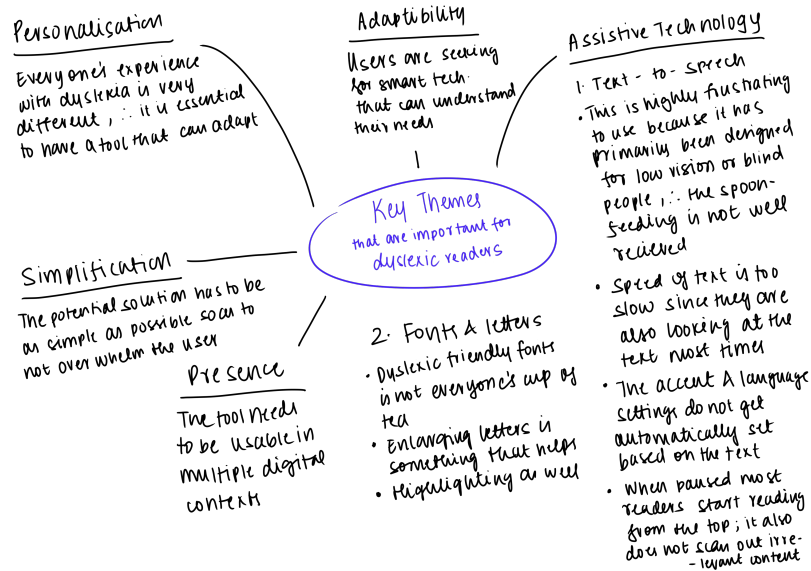 Personalisation
Everyone's experience
with dyslexia is very
different, ∴ it is essential
to have a tool that can adapt
Adaptibility
Users are seeking
for smart tech.
that can understand
their needs
Assistive Technology
1. Text-to-speech
• This is highly frustrating
to use because it has
primarily been designed
for low vision or blind
people, ∴ the spoon-
feeding is not well
recieved
• Speed of text is too
slow since they are
also looking at the
text most times
• The accent & language
settings do not get
automatically set
based on the text
• When paused most
readers start reading
from the top; it also
does not scan out irre-
-levant content
Key Themes
that are important for
dyslexic readers
Simplification
The potential solution has to be
as simple as possible so as to
not over whelm the user
Presence
The tool needs
to be usable in
multiple digital
contexts
2. Fonts & letters
• Dyslexic friendly fonts
is not everyone's cup of
tea
• Enlarging letters is
something that helps
• Highlighting as well